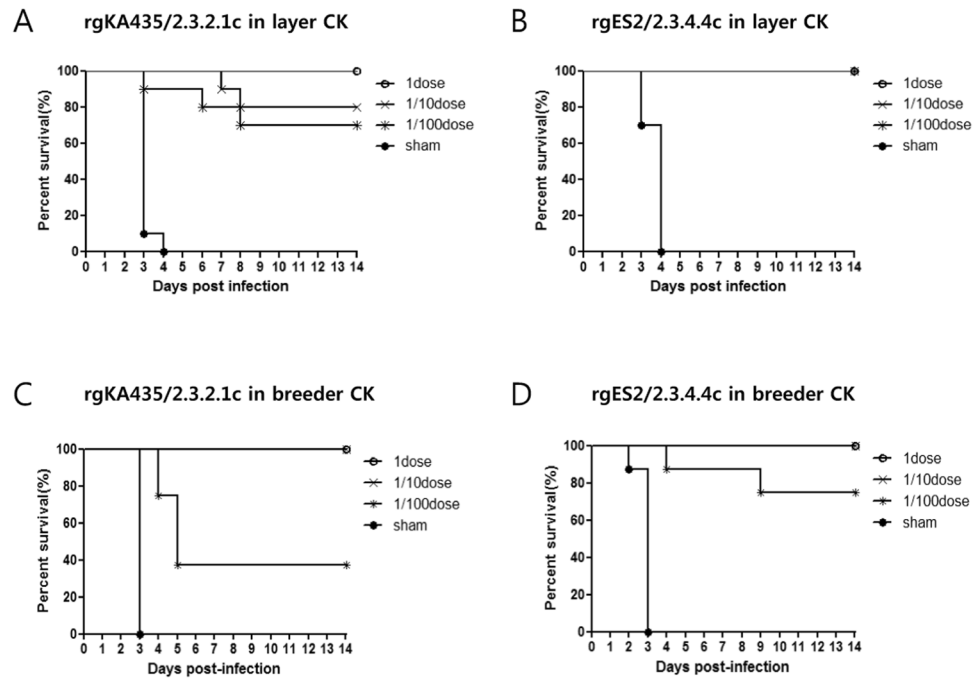 A
rgKA435/2.3.2.1c in layer CK
Percent survival(%)
100
80
60
40
20
0
0 1 2 3 4 5 6 7 8 9 10 11 12 13 14
Days post infection
1dose
1/10dose
1/100dose
sham
B
rgES2/2.3.4.4c in layer CK
Percent survival(%)
100
80
60
40
20
0
0 1 2 3 4 5 6 7 8 9 10 11 12 13 14
Days post infection
1dose
1/10dose
1/100dose
sham
C
rgKA435/2.3.2.1c in breeder CK
Percent survival(%)
100
80
60
40
20
0
0 1 2 3 4 5 6 7 8 9 10 11 12 13 14
Days post-infection
1dose
1/10dose
1/100dose
sham
D
rgES2/2.3.4.4c in breeder CK
Percent survival(%)
100
80
60
40
20
0
0 1 2 3 4 5 6 7 8 9 10 11 12 13 14
Days post-infection
1dose
1/10dose
1/100dose
sham